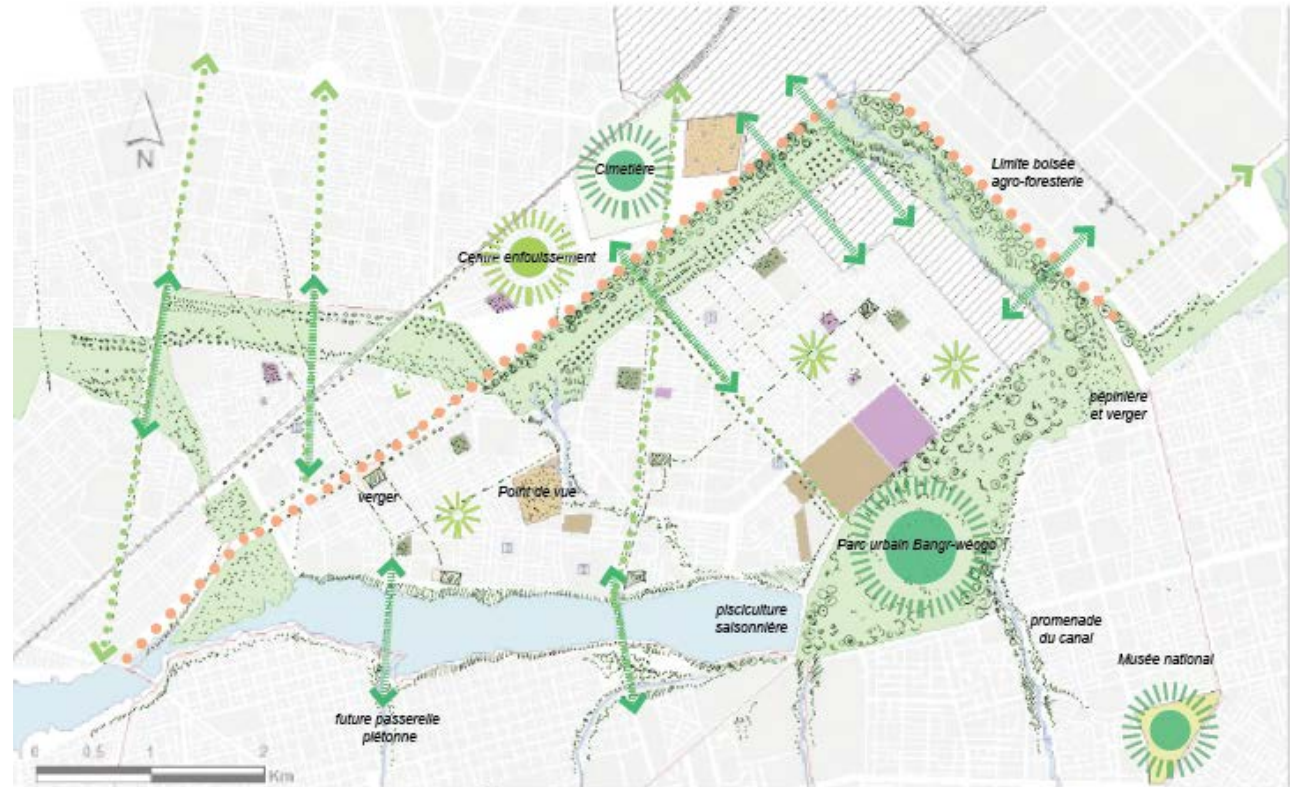 N
Cimetière
Limite boisée
agro-foresterie
Centre enfouissement
pépinière
et verger
verger
Point de vue
Parc urbain Bangr-wéogo
pisciculture
saisonnière
promenade
du canal
Musée national
future passerelle
piétonne
0 0.5 1 2
Km